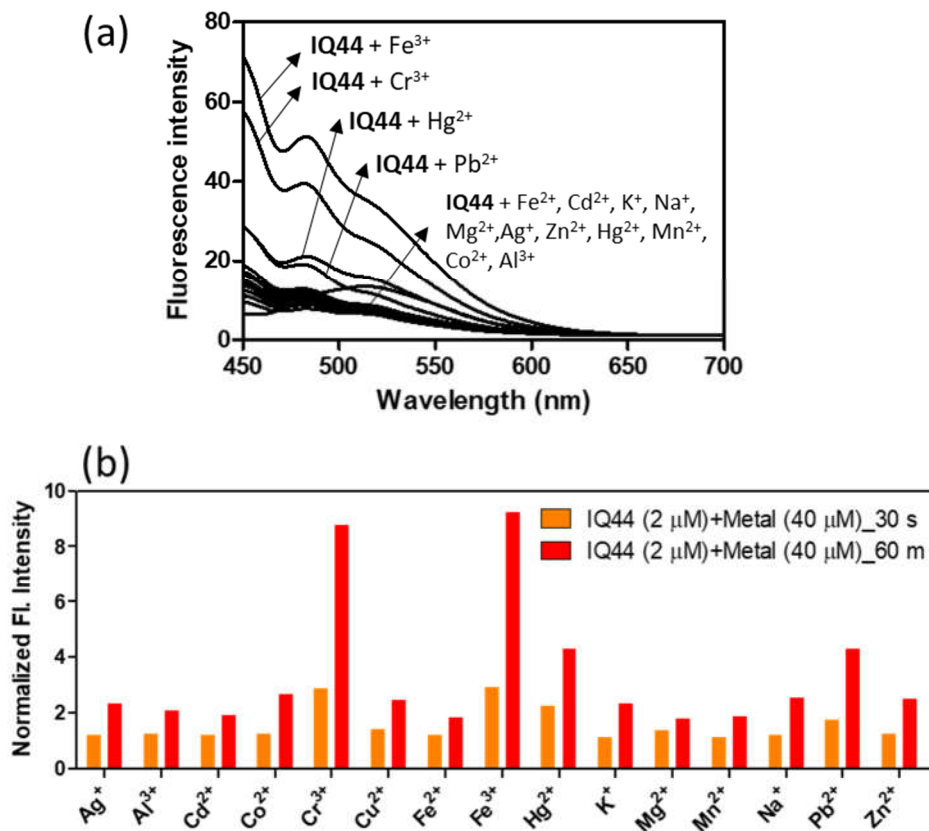 (a)
Fluorescence intensity
80
60
40
20
0
IQ44 + Fe³⁺
IQ44 + Cr³⁺
IQ44 + Hg²⁺
IQ44 + Pb²⁺
IQ44 + Fe²⁺, Cd²⁺, K⁺, Na⁺,
Mg²⁺,Ag⁺, Zn²⁺, Hg²⁺, Mn²⁺,
Co²⁺, Al³⁺
450 500 550 600 650 700
Wavelength (nm)
(b)
Normalized Fl. Intensity
10
8
6
4
2
0
IQ44 (2 μM)+Metal (40 μM)_30 s
IQ44 (2 μM)+Metal (40 μM)_60 m
Ag⁺ Al³⁺ Cd²⁺ Co²⁺ Cr³⁺ Cu²⁺ Fe²⁺ Fe³⁺ Hg²⁺ K⁺ Mg²⁺ Mn²⁺ Na⁺ Pb²⁺ Zn²⁺